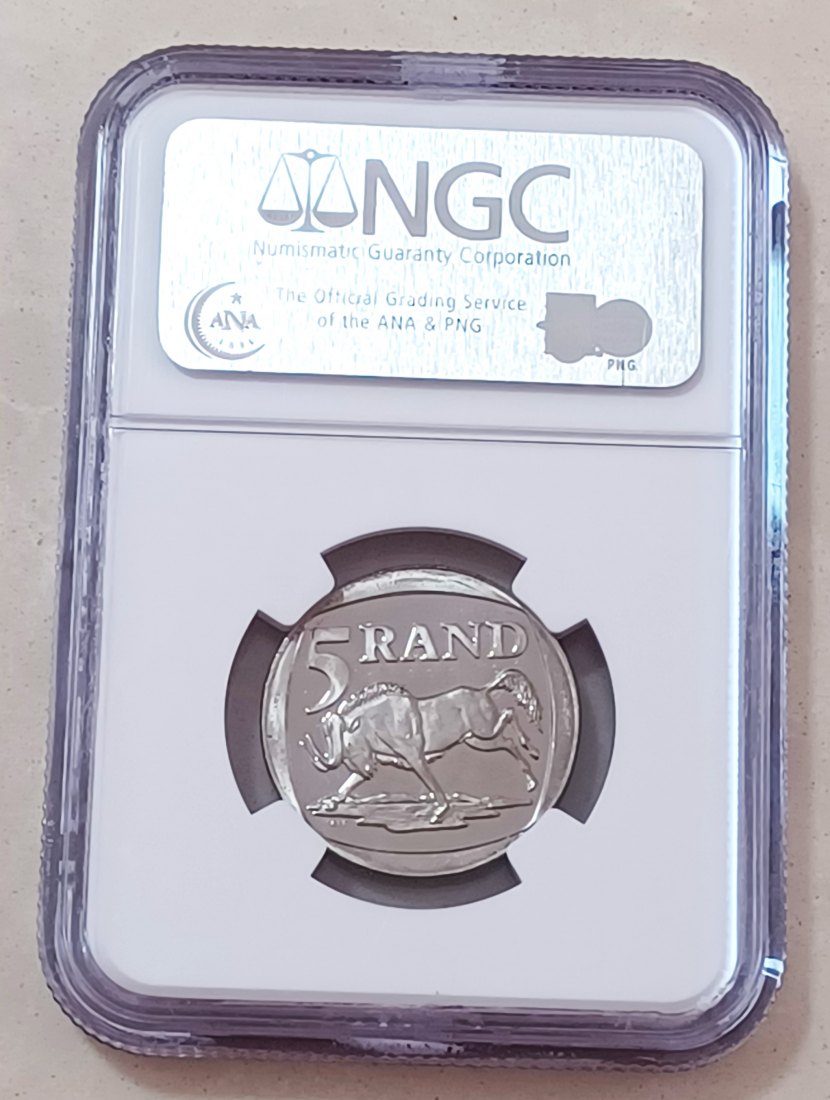 NGC
Numismatic Guaranty Corporation
ANA
The Official Grading Service
of the ANA & PNG
PNG
5 RAND